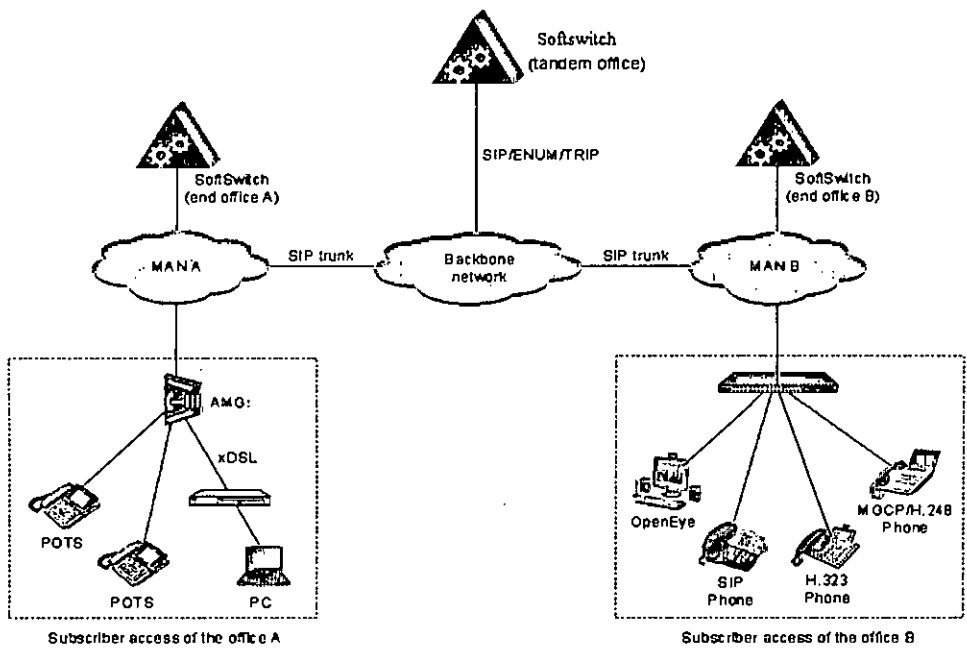 Softswitch
(tandem office)
SIP/ENUM/TRIP
SoftSwitch
(end office A)
SoftSwitch
(end office B)
MAN A
SIP trunk
Backbone
network
SIP trunk
MAN B
AMG
xDSL
POTS
POTS
PC
OpenEye
SIP
Phone
H.323
Phone
MGCP/H.248
Phone
Subscriber access of the office A
Subscriber access of the office B